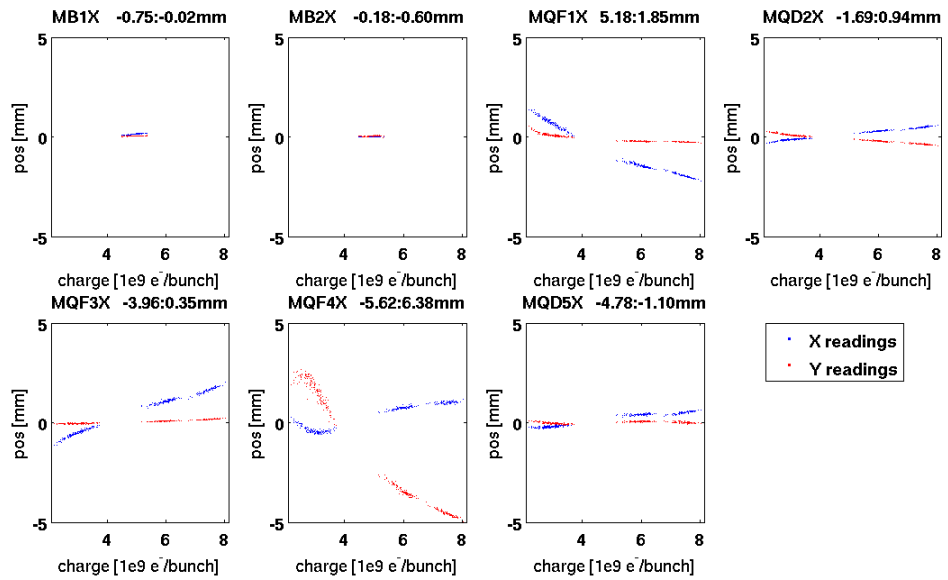 MB1X -0.75:-0.02mm
MB2X -0.18:-0.60mm
MQF1X 5.18:1.85mm
MQD2X -1.69:0.94mm
5
0
-5
pos [mm]
4 6 8
charge [1e9 e⁻/bunch]
5
0
-5
pos [mm]
4 6 8
charge [1e9 e⁻/bunch]
5
0
-5
pos [mm]
4 6 8
charge [1e9 e⁻/bunch]
5
0
-5
pos [mm]
4 6 8
charge [1e9 e⁻/bunch]
MQF3X -3.96:0.35mm
MQF4X -5.62:6.38mm
MQD5X -4.78:-1.10mm
5
0
-5
pos [mm]
4 6 8
charge [1e9 e⁻/bunch]
5
0
-5
pos [mm]
4 6 8
charge [1e9 e⁻/bunch]
5
0
-5
pos [mm]
4 6 8
charge [1e9 e⁻/bunch]
X readings
Y readings